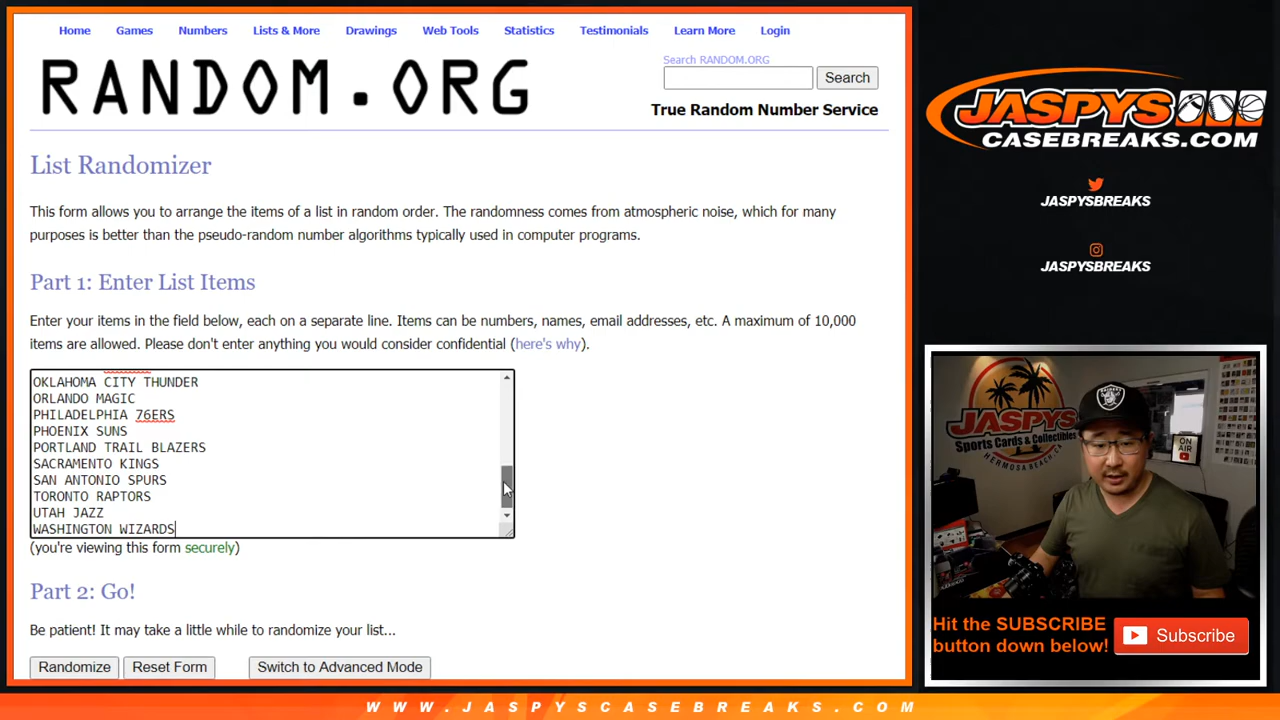 Home Games Numbers Lists & More Drawings Web Tools Statistics Testimonials Learn More Login
RANDOM.ORG
Search RANDOM.ORG
Search
True Random Number Service
List Randomizer
This form allows you to arrange the items of a list in random order. The randomness comes from atmospheric noise, which for many
purposes is better than the pseudo-random number algorithms typically used in computer programs.
Part 1: Enter List Items
Enter your items in the field below, each on a separate line. Items can be numbers, names, email addresses, etc. A maximum of 10,000
items are allowed. Please don't enter anything you would consider confidential (here's why).
OKLAHOMA CITY THUNDER
ORLANDO MAGIC
PHILADELPHIA 76ERS
PHOENIX SUNS
PORTLAND TRAIL BLAZERS
SACRAMENTO KINGS
SAN ANTONIO SPURS
TORONTO RAPTORS
UTAH JAZZ
WASHINGTON WIZARDS
(you're viewing this form securely)
Part 2: Go!
Be patient! It may take a little while to randomize your list...
Randomize Reset Form Switch to Advanced Mode
JASPYS
CASEBREAKS.COM
JASPYSBREAKS
JASPYSBREAKS
JASPYS
Sports Cards & Collectibles
HERMOSA BEACH
RAIDERS
ON AIR
Hit the SUBSCRIBE
button down below!
Subscribe
WWW.JASPYSCASEBREAKS.COM